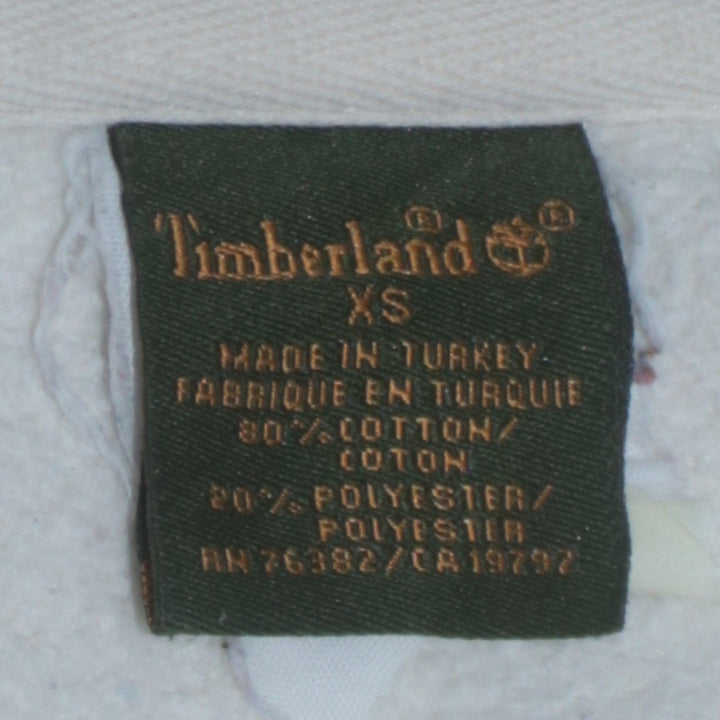 Timberland®
XS
MADE IN TURKEY
FABRIQUE EN TURQUIE
80% COTTON/
COTON
20% POLYESTER/
POLYESTER
RN 76382/CA 19797